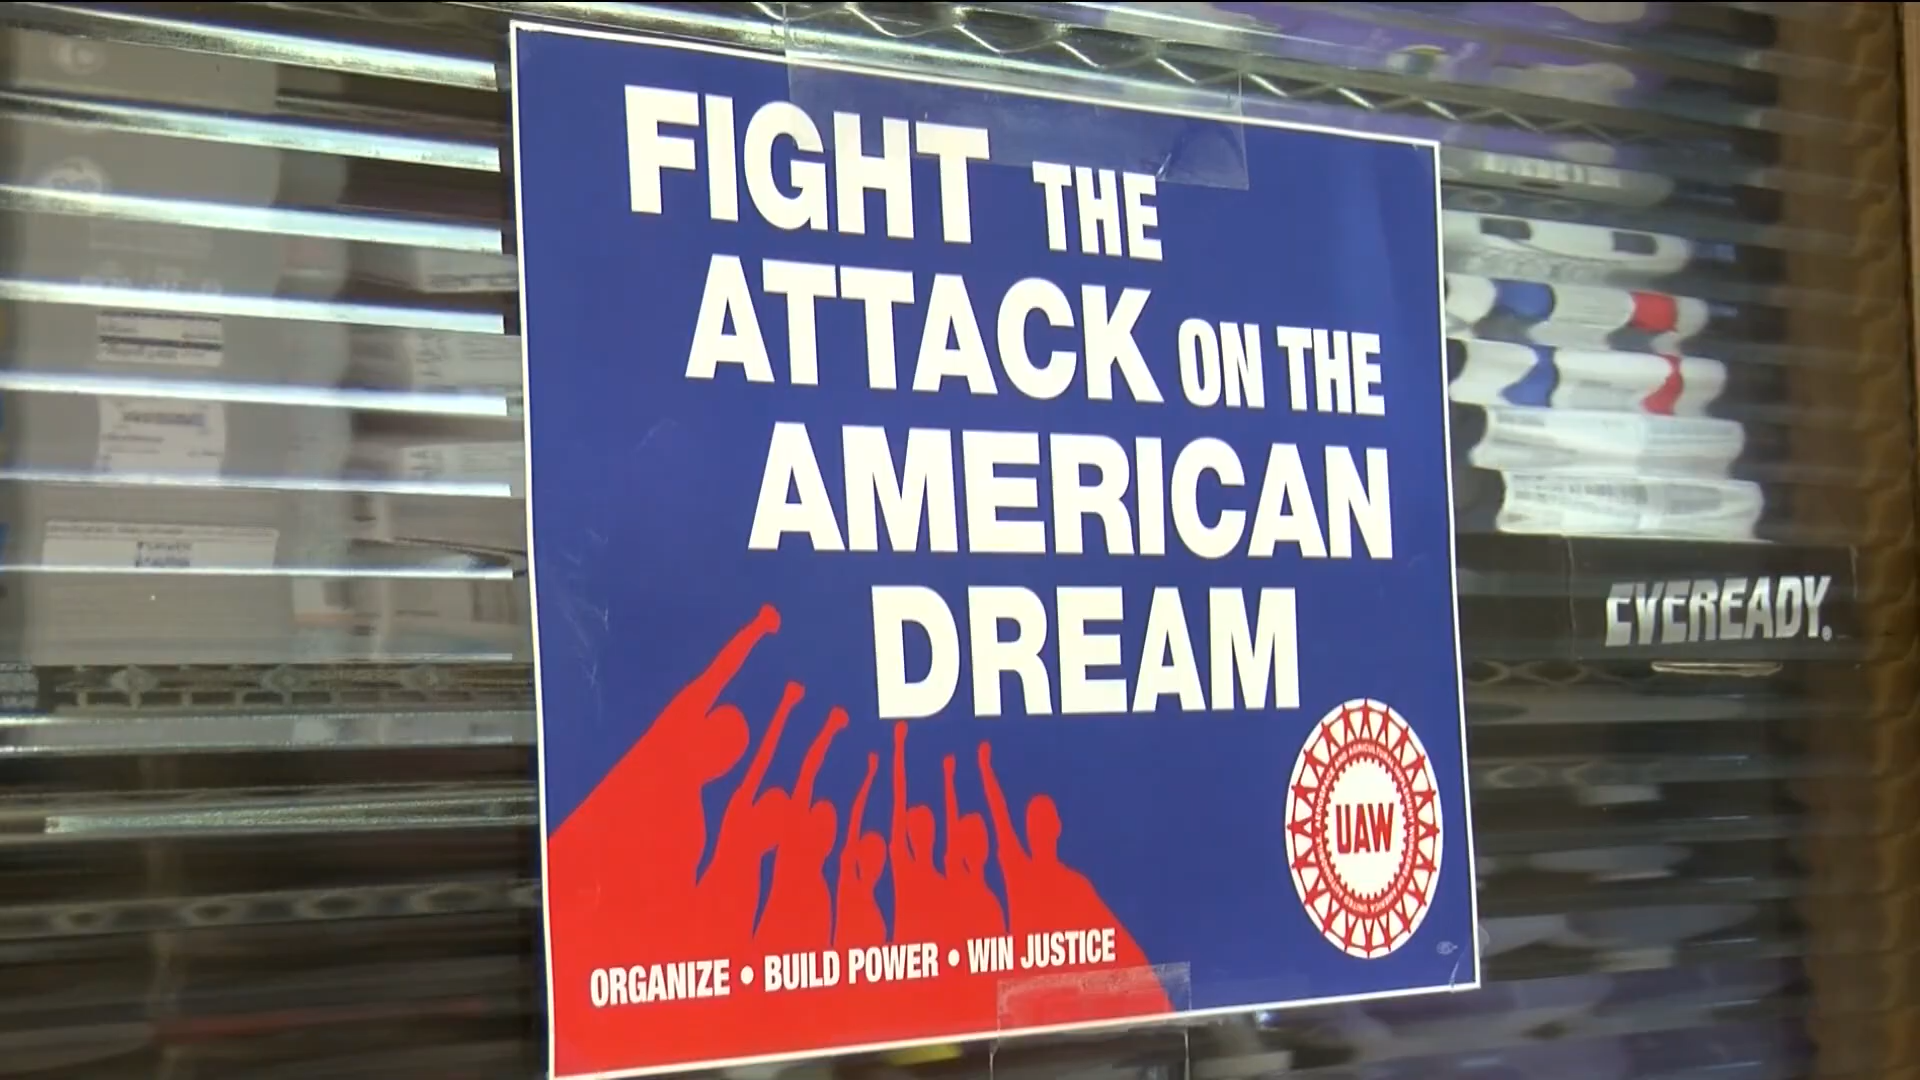 FIGHT THE
ATTACK ON THE
AMERICAN
DREAM
ORGANIZE • BUILD POWER • WIN JUSTICE
UAW
EVEREADY.